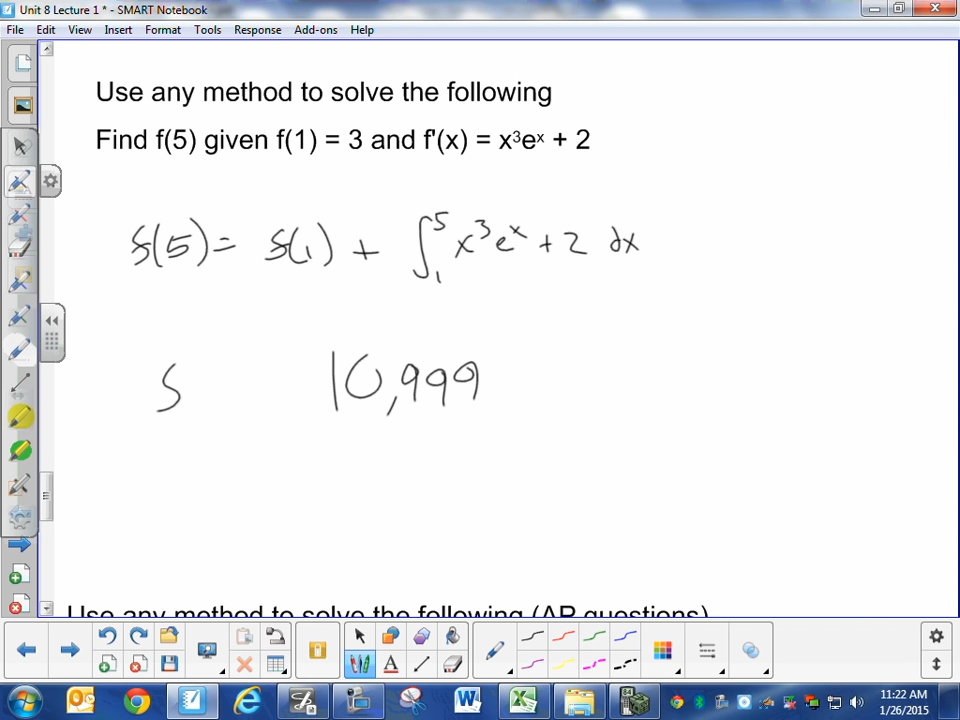 Unit 8 Lecture 1 * - SMART Notebook
File Edit View Insert Format Tools Response Add-ons Help
Use any method to solve the following
Find f(5) given f(1) = 3 and f'(x) = x³eˣ + 2
f(5) = f(1) + ∫₁⁵ x³eˣ + 2 dx
S 10,999
Use any method to solve the following (AP questions)
11:22 AM
1/26/2015